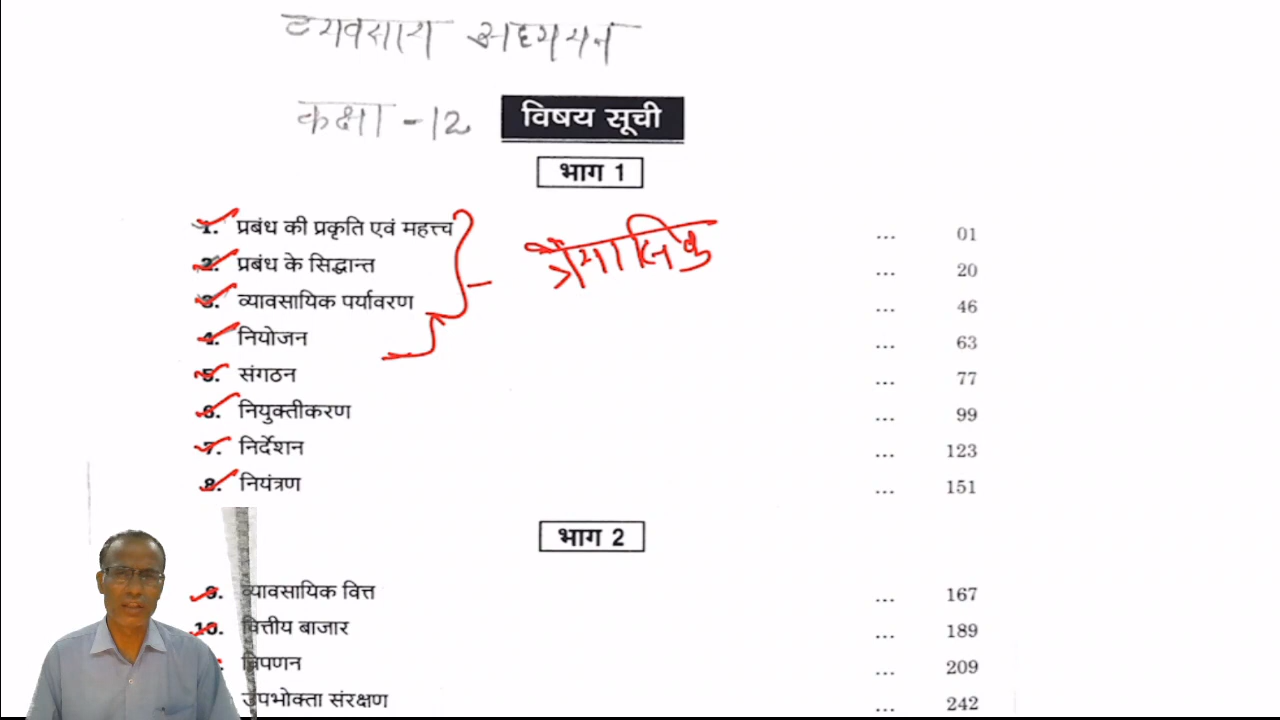 व्यवसाय अध्ययन
कक्षा - 12
विषय सूची
भाग 1
1. प्रबंध की प्रकृति एवं महत्त्व ... 01
त्रैमासिक
2. प्रबंध के सिद्धान्त ... 20
3. व्यावसायिक पर्यावरण ... 46
4. नियोजन ... 63
5. संगठन ... 77
6. नियुक्तीकरण ... 99
7. निर्देशन ... 123
8. नियंत्रण ... 151
भाग 2
9. व्यावसायिक वित्त ... 167
10. वित्तीय बाजार ... 189
विपणन ... 209
उपभोक्ता संरक्षण ... 242